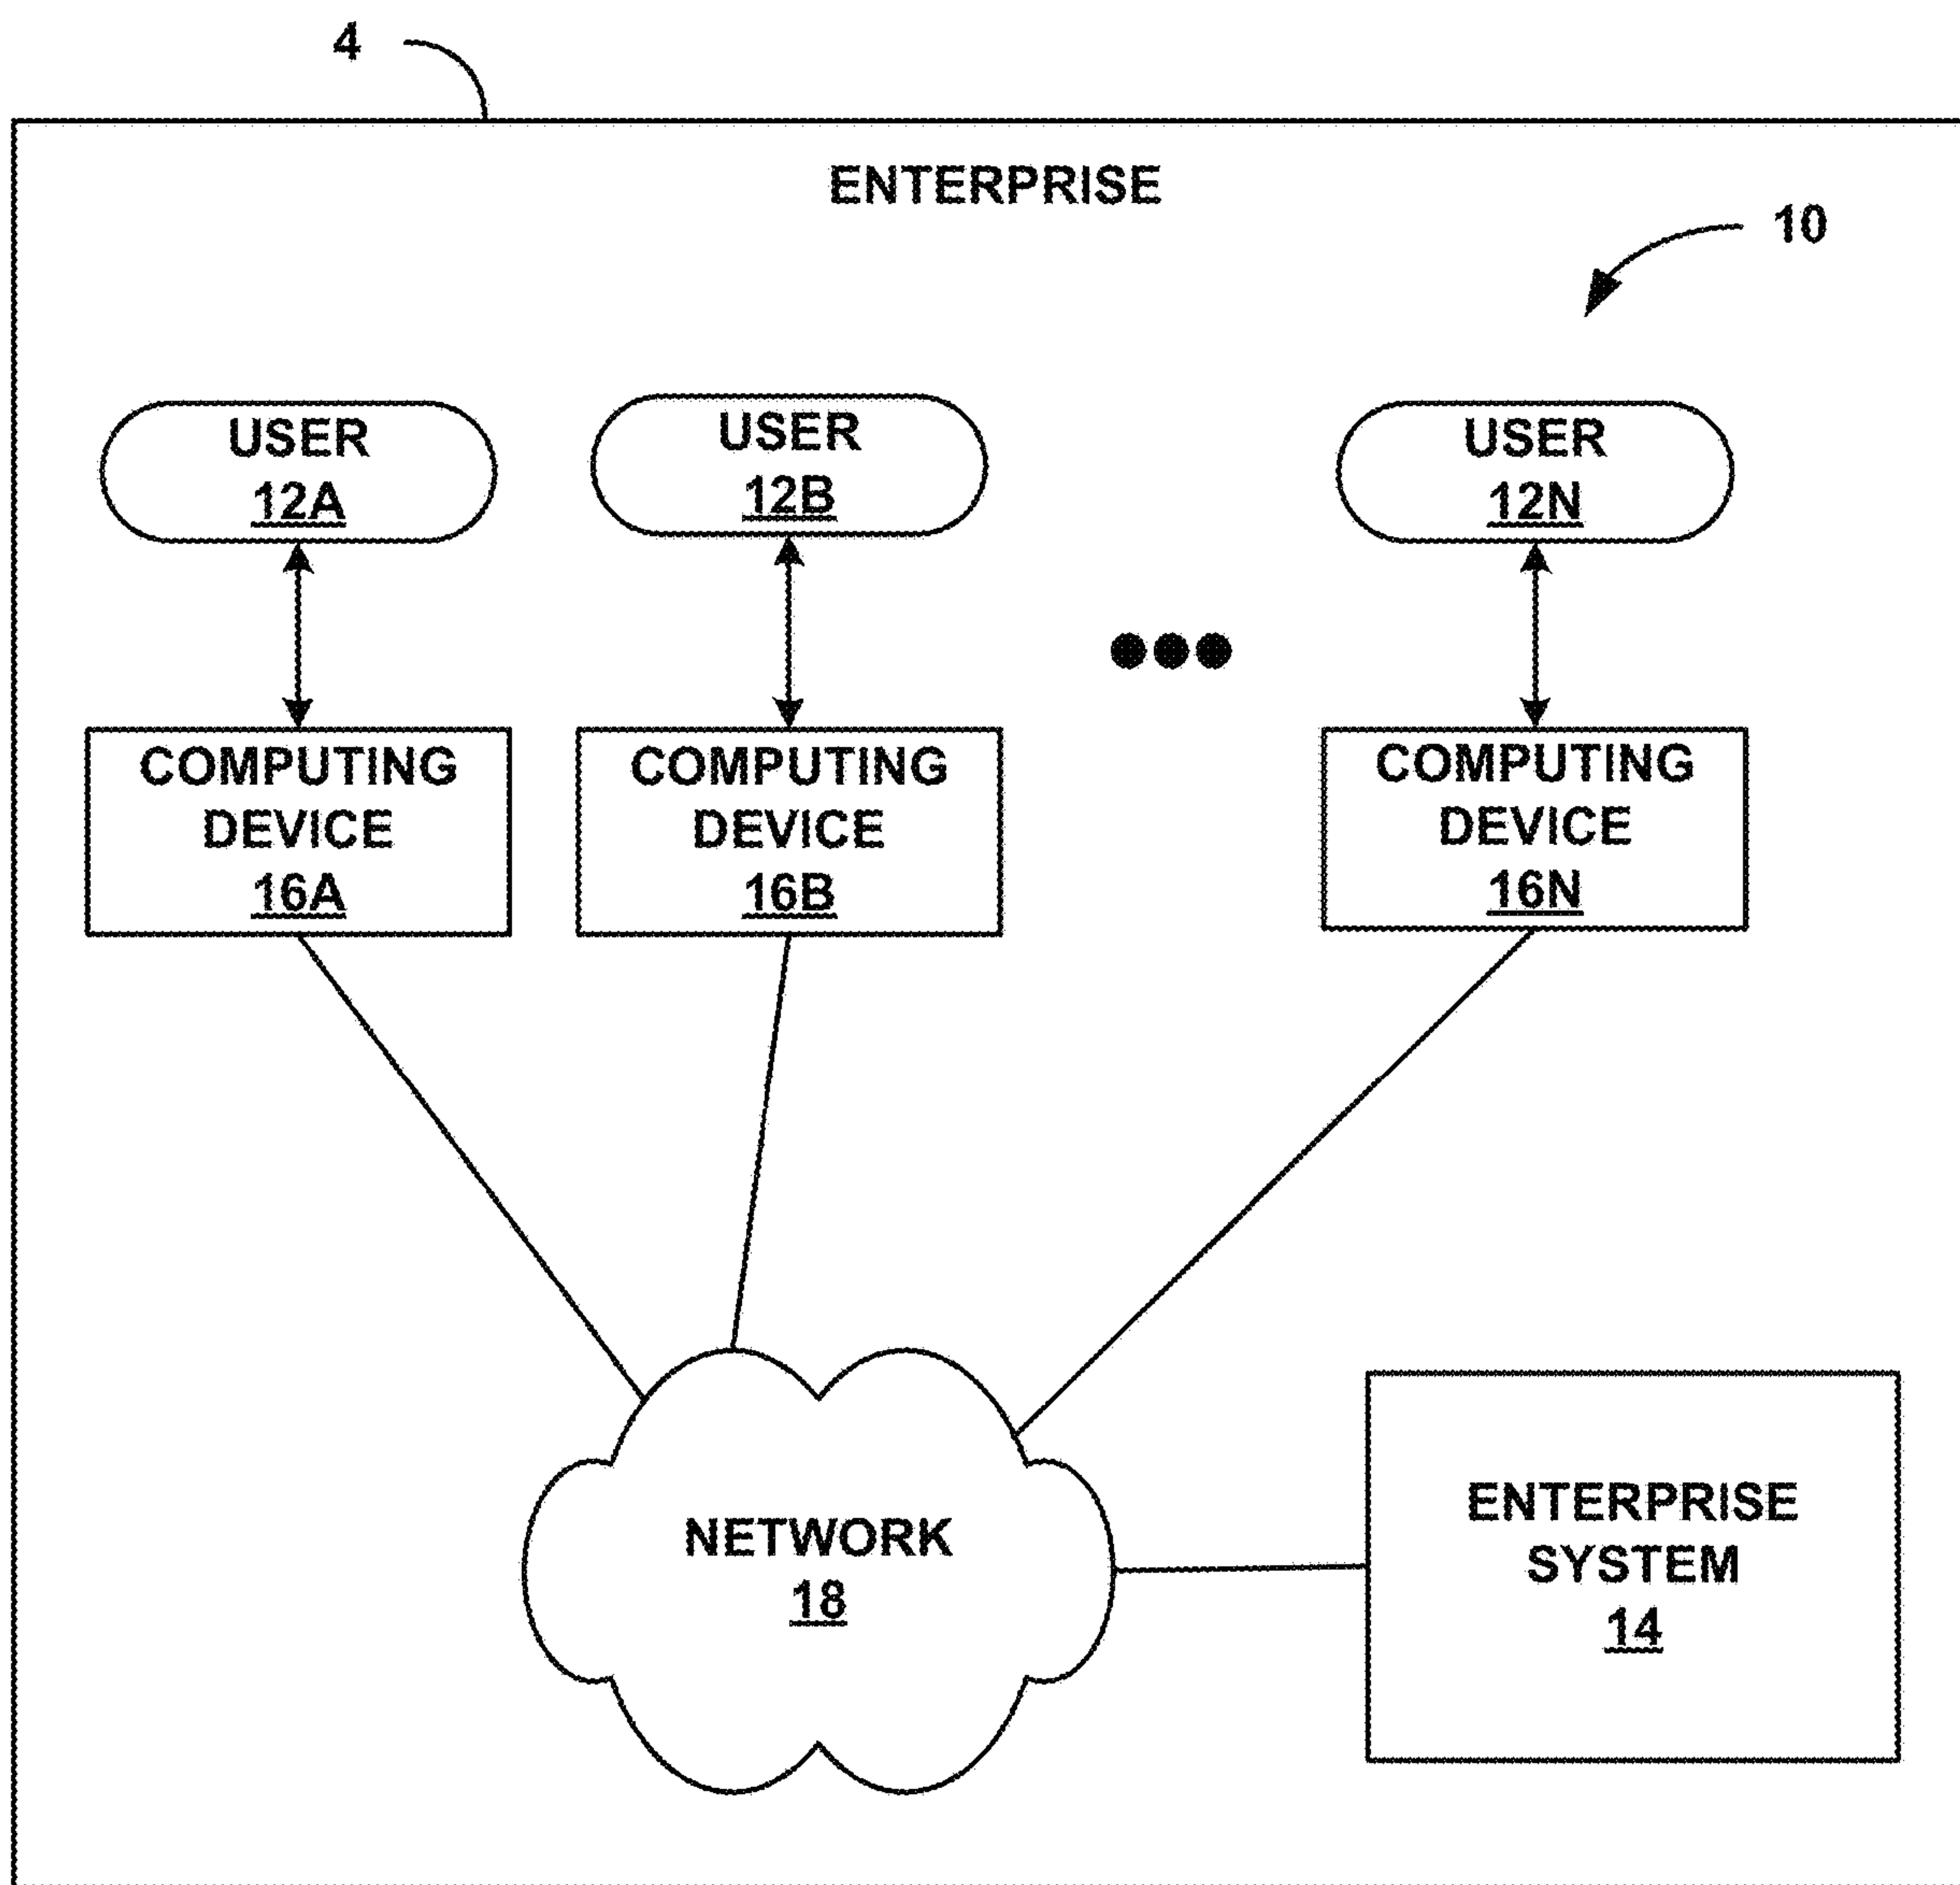 4
ENTERPRISE
10
USER
12A
USER
12B
USER
12N
COMPUTING
DEVICE
16A
COMPUTING
DEVICE
16B
COMPUTING
DEVICE
16N
NETWORK
18
ENTERPRISE
SYSTEM
14